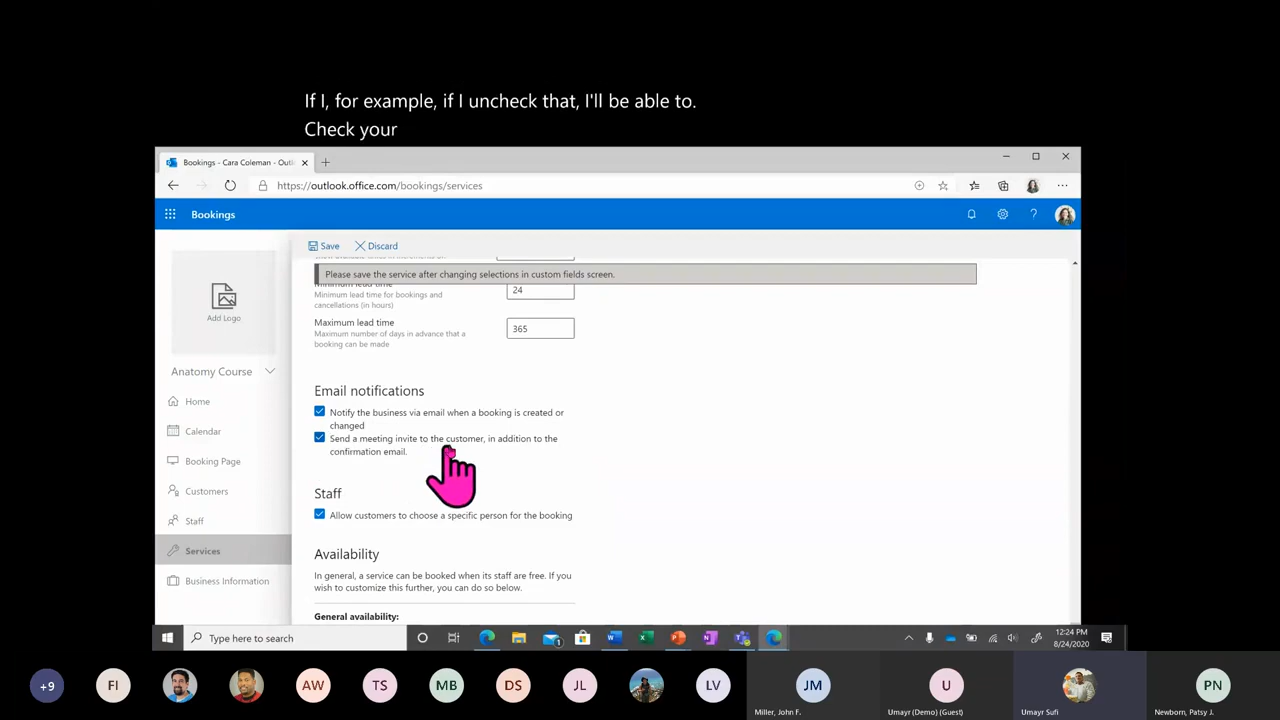 If I, for example, if I uncheck that, I'll be able to.
Check your
Bookings - Cara Coleman - Outl
https://outlook.office.com/bookings/services
Bookings
Save
Discard
Please save the service after changing selections in custom fields screen.
Minimum lead time for bookings and
cancellations (in hours)
24
Maximum lead time
Maximum number of days in advance that a
booking can be made
365
Add Logo
Anatomy Course
Home
Calendar
Booking Page
Customers
Staff
Services
Business Information
Email notifications
Notify the business via email when a booking is created or
changed
Send a meeting invite to the customer, in addition to the
confirmation email.
Staff
Allow customers to choose a specific person for the booking
Availability
In general, a service can be booked when its staff are free. If you
wish to customize this further, you can do so below.
General availability:
Type here to search
12:24 PM
8/24/2020
+9
FI
AW
TS
MB
DS
JL
LV
JM
Miller, John F.
U
Umayr (Demo) (Guest)
Umayr Sufi
PN
Newborn, Patsy J.